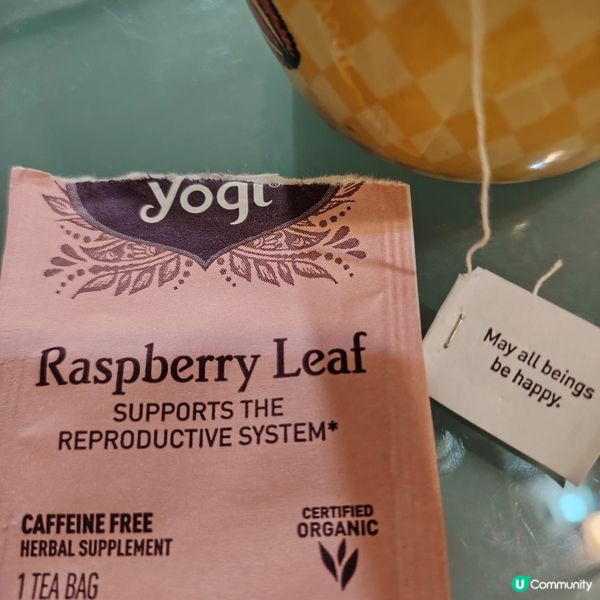 yogi®
Raspberry Leaf
SUPPORTS THE
REPRODUCTIVE SYSTEM*
CAFFEINE FREE
HERBAL SUPPLEMENT
1 TEA BAG
CERTIFIED
ORGANIC
May all beings
be happy.
U Community